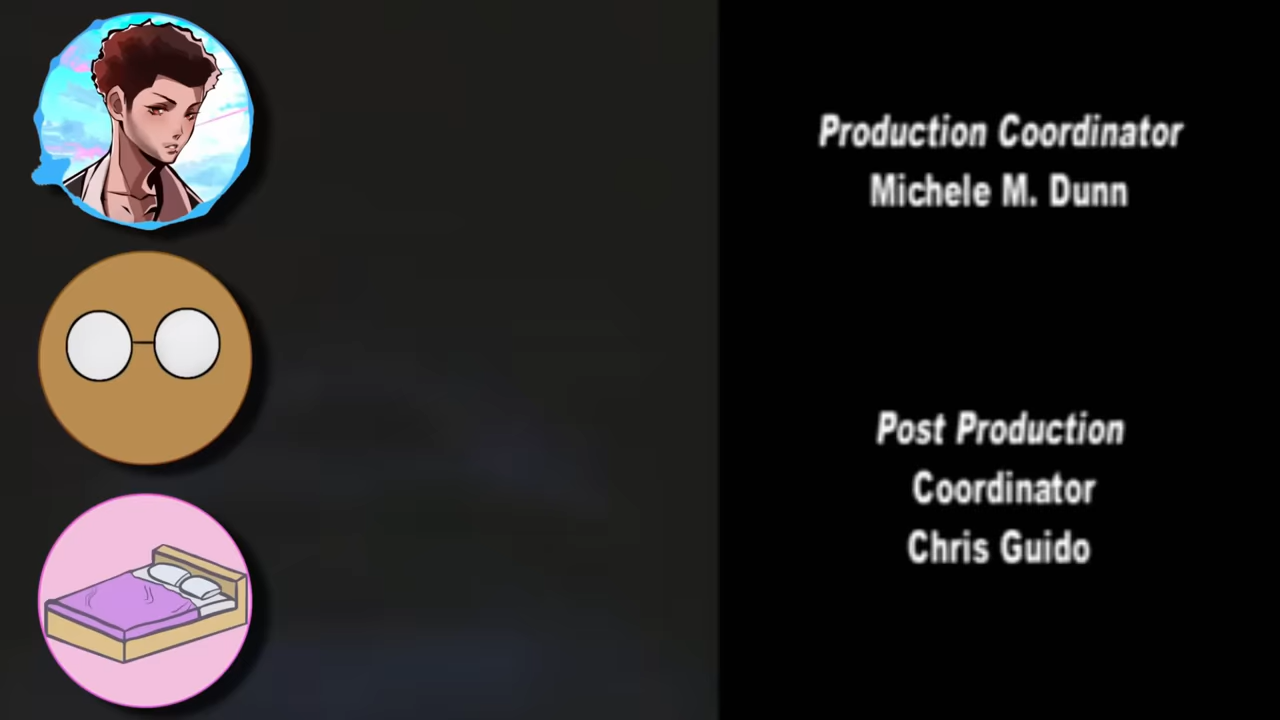 Production Coordinator
Michele M. Dunn
Post Production
Coordinator
Chris Guido